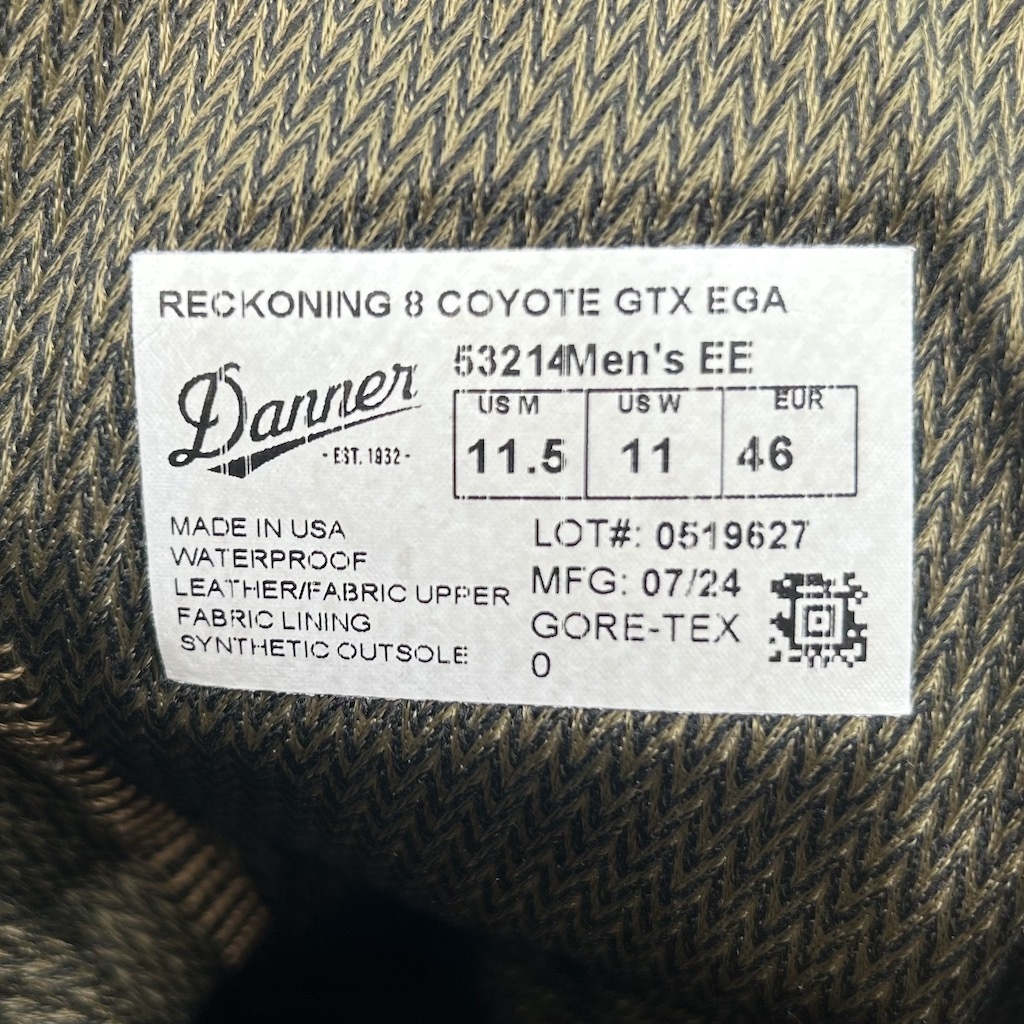 RECKONING 8 COYOTE GTX EGA
Danner
- EST. 1932 -
53214Men's EE
US M US W EUR
11.5 11 46
MADE IN USA
WATERPROOF
LEATHER/FABRIC UPPER
FABRIC LINING
SYNTHETIC OUTSOLE
LOT#: 0519627
MFG: 07/24
GORE-TEX
0